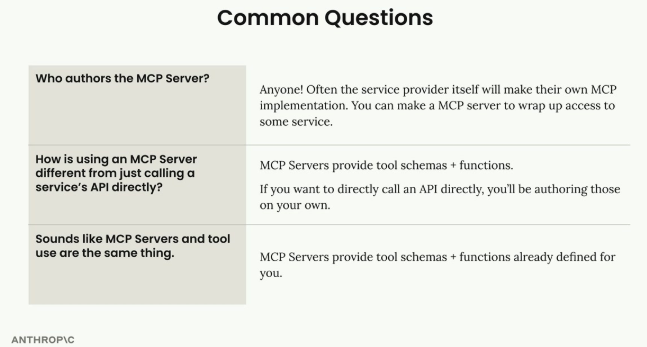 Common Questions
Who authors the MCP Server?
Anyone! Often the service provider itself will make their own MCP
implementation. You can make a MCP server to wrap up access to
some service.
How is using an MCP Server
different from just calling a
service's API directly?
MCP Servers provide tool schemas + functions.
If you want to directly call an API directly, you'll be authoring those
on your own.
Sounds like MCP Servers and tool
use are the same thing.
MCP Servers provide tool schemas + functions already defined for
you.
ANTHROP\C